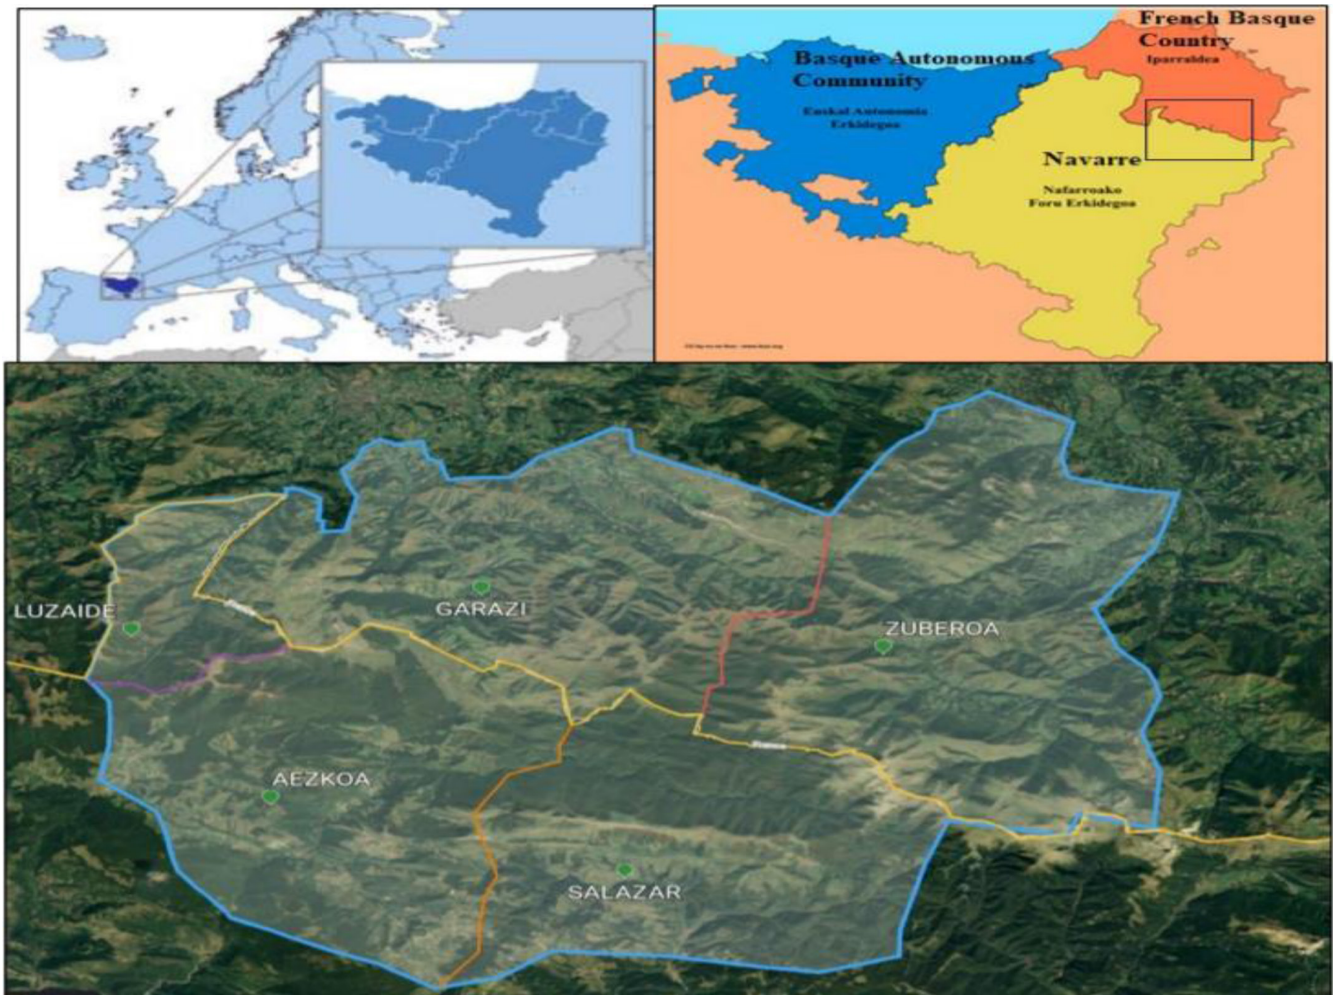 French Basque
Country
Iparraldea
Basque Autonomous
Community
Euskal Autonomia
Erkidegoa
Navarre
Nafarroako
Foru Erkidegoa
LUZAIDE
GARAZI
ZUBEROA
AEZKOA
SALAZAR